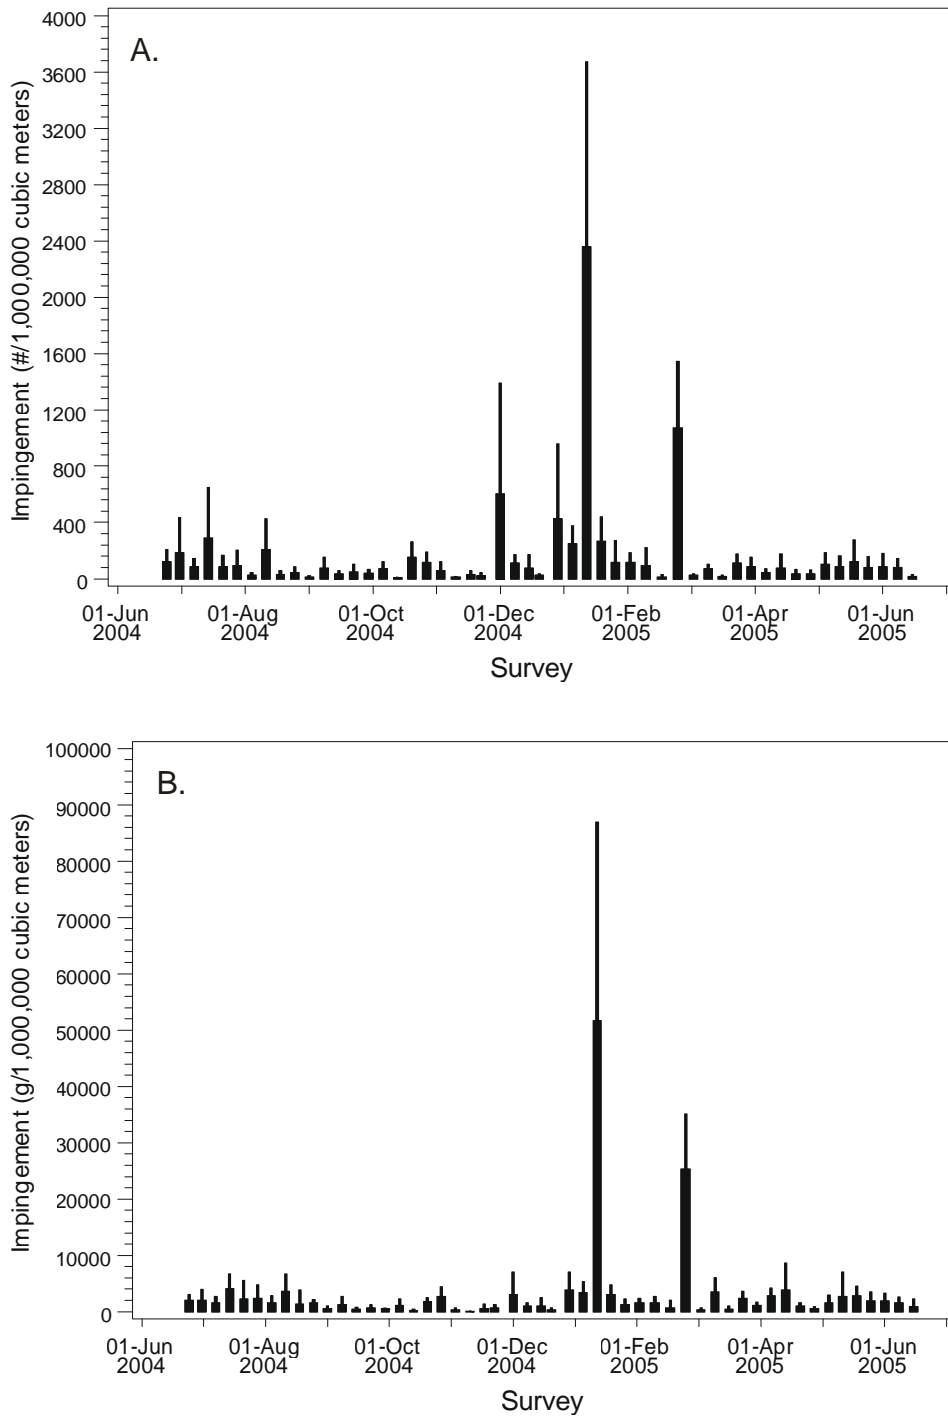 A.
Impingement (#/1,000,000 cubic meters)
4000
3600
3200
2800
2400
2000
1600
1200
800
400
0
01-Jun 01-Aug 01-Oct 01-Dec 01-Feb 01-Apr 01-Jun
2004 2004 2004 2004 2005 2005 2005
Survey
B.
Impingement (g/1,000,000 cubic meters)
100000
90000
80000
70000
60000
50000
40000
30000
20000
10000
0
01-Jun 01-Aug 01-Oct 01-Dec 01-Feb 01-Apr 01-Jun
2004 2004 2004 2004 2005 2005 2005
Survey